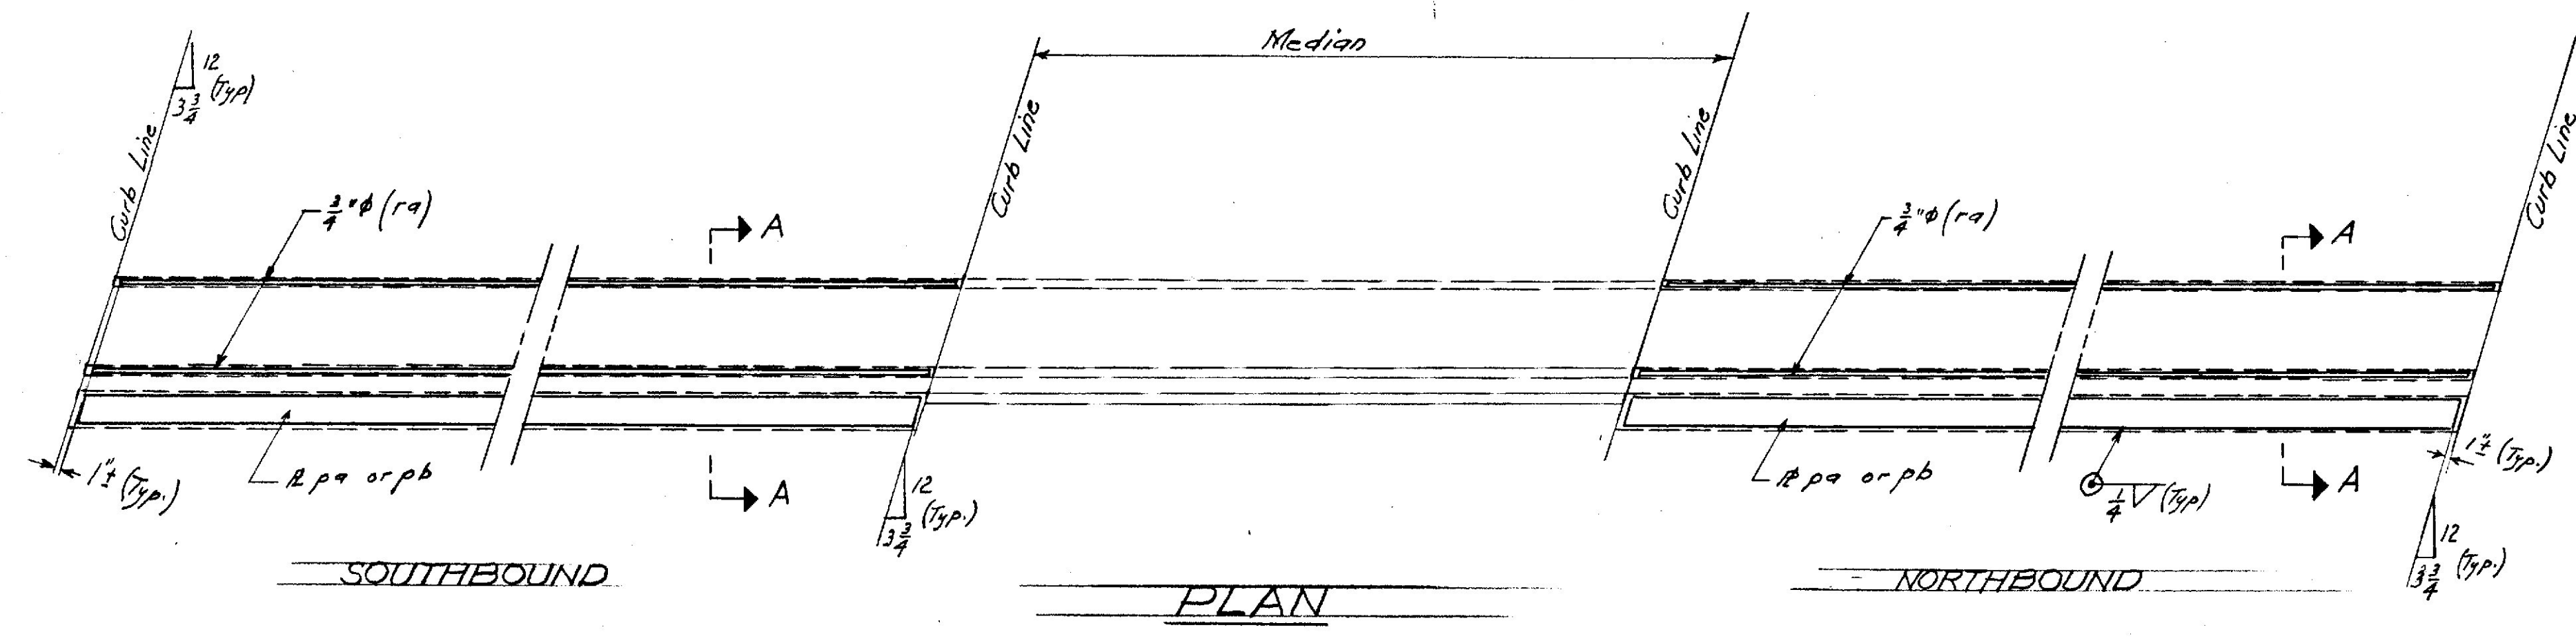 Median
12
3 3/4 (Typ)
Curb Line
Curb Line
Curb Line
Curb Line
3/4"ϕ (ra)
A
3/4"ϕ (ra)
A
1"± (Typ.)
℄ pa or pb
A
12
3 3/4 (Typ.)
℄ pa or pb
1/4 (Typ)
A
1"± (Typ.)
12
3 3/4 (Typ.)
SOUTHBOUND
PLAN
NORTHBOUND